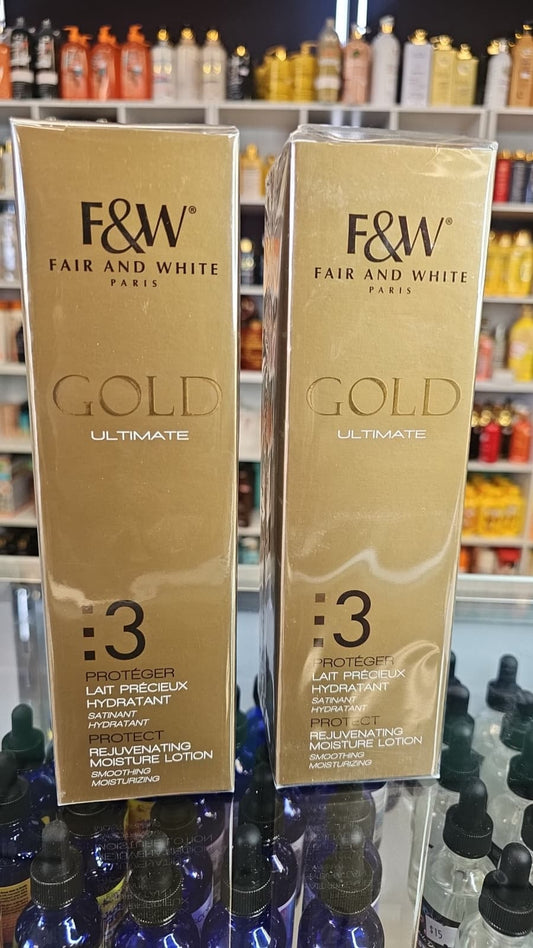 F&W®
FAIR AND WHITE
PARIS
GOLD
ULTIMATE
3
PROTÉGER
LAIT PRÉCIEUX
HYDRATANT
SATINANT
HYDRATANT
PROTECT
REJUVENATING
MOISTURE LOTION
SMOOTHING
MOISTURIZING
F&W®
FAIR AND WHITE
PARIS
GOLD
ULTIMATE
3
PROTÉGER
LAIT PRÉCIEUX
HYDRATANT
SATINANT
HYDRATANT
PROTECT
REJUVENATING
MOISTURE LOTION
SMOOTHING
MOISTURIZING
$15